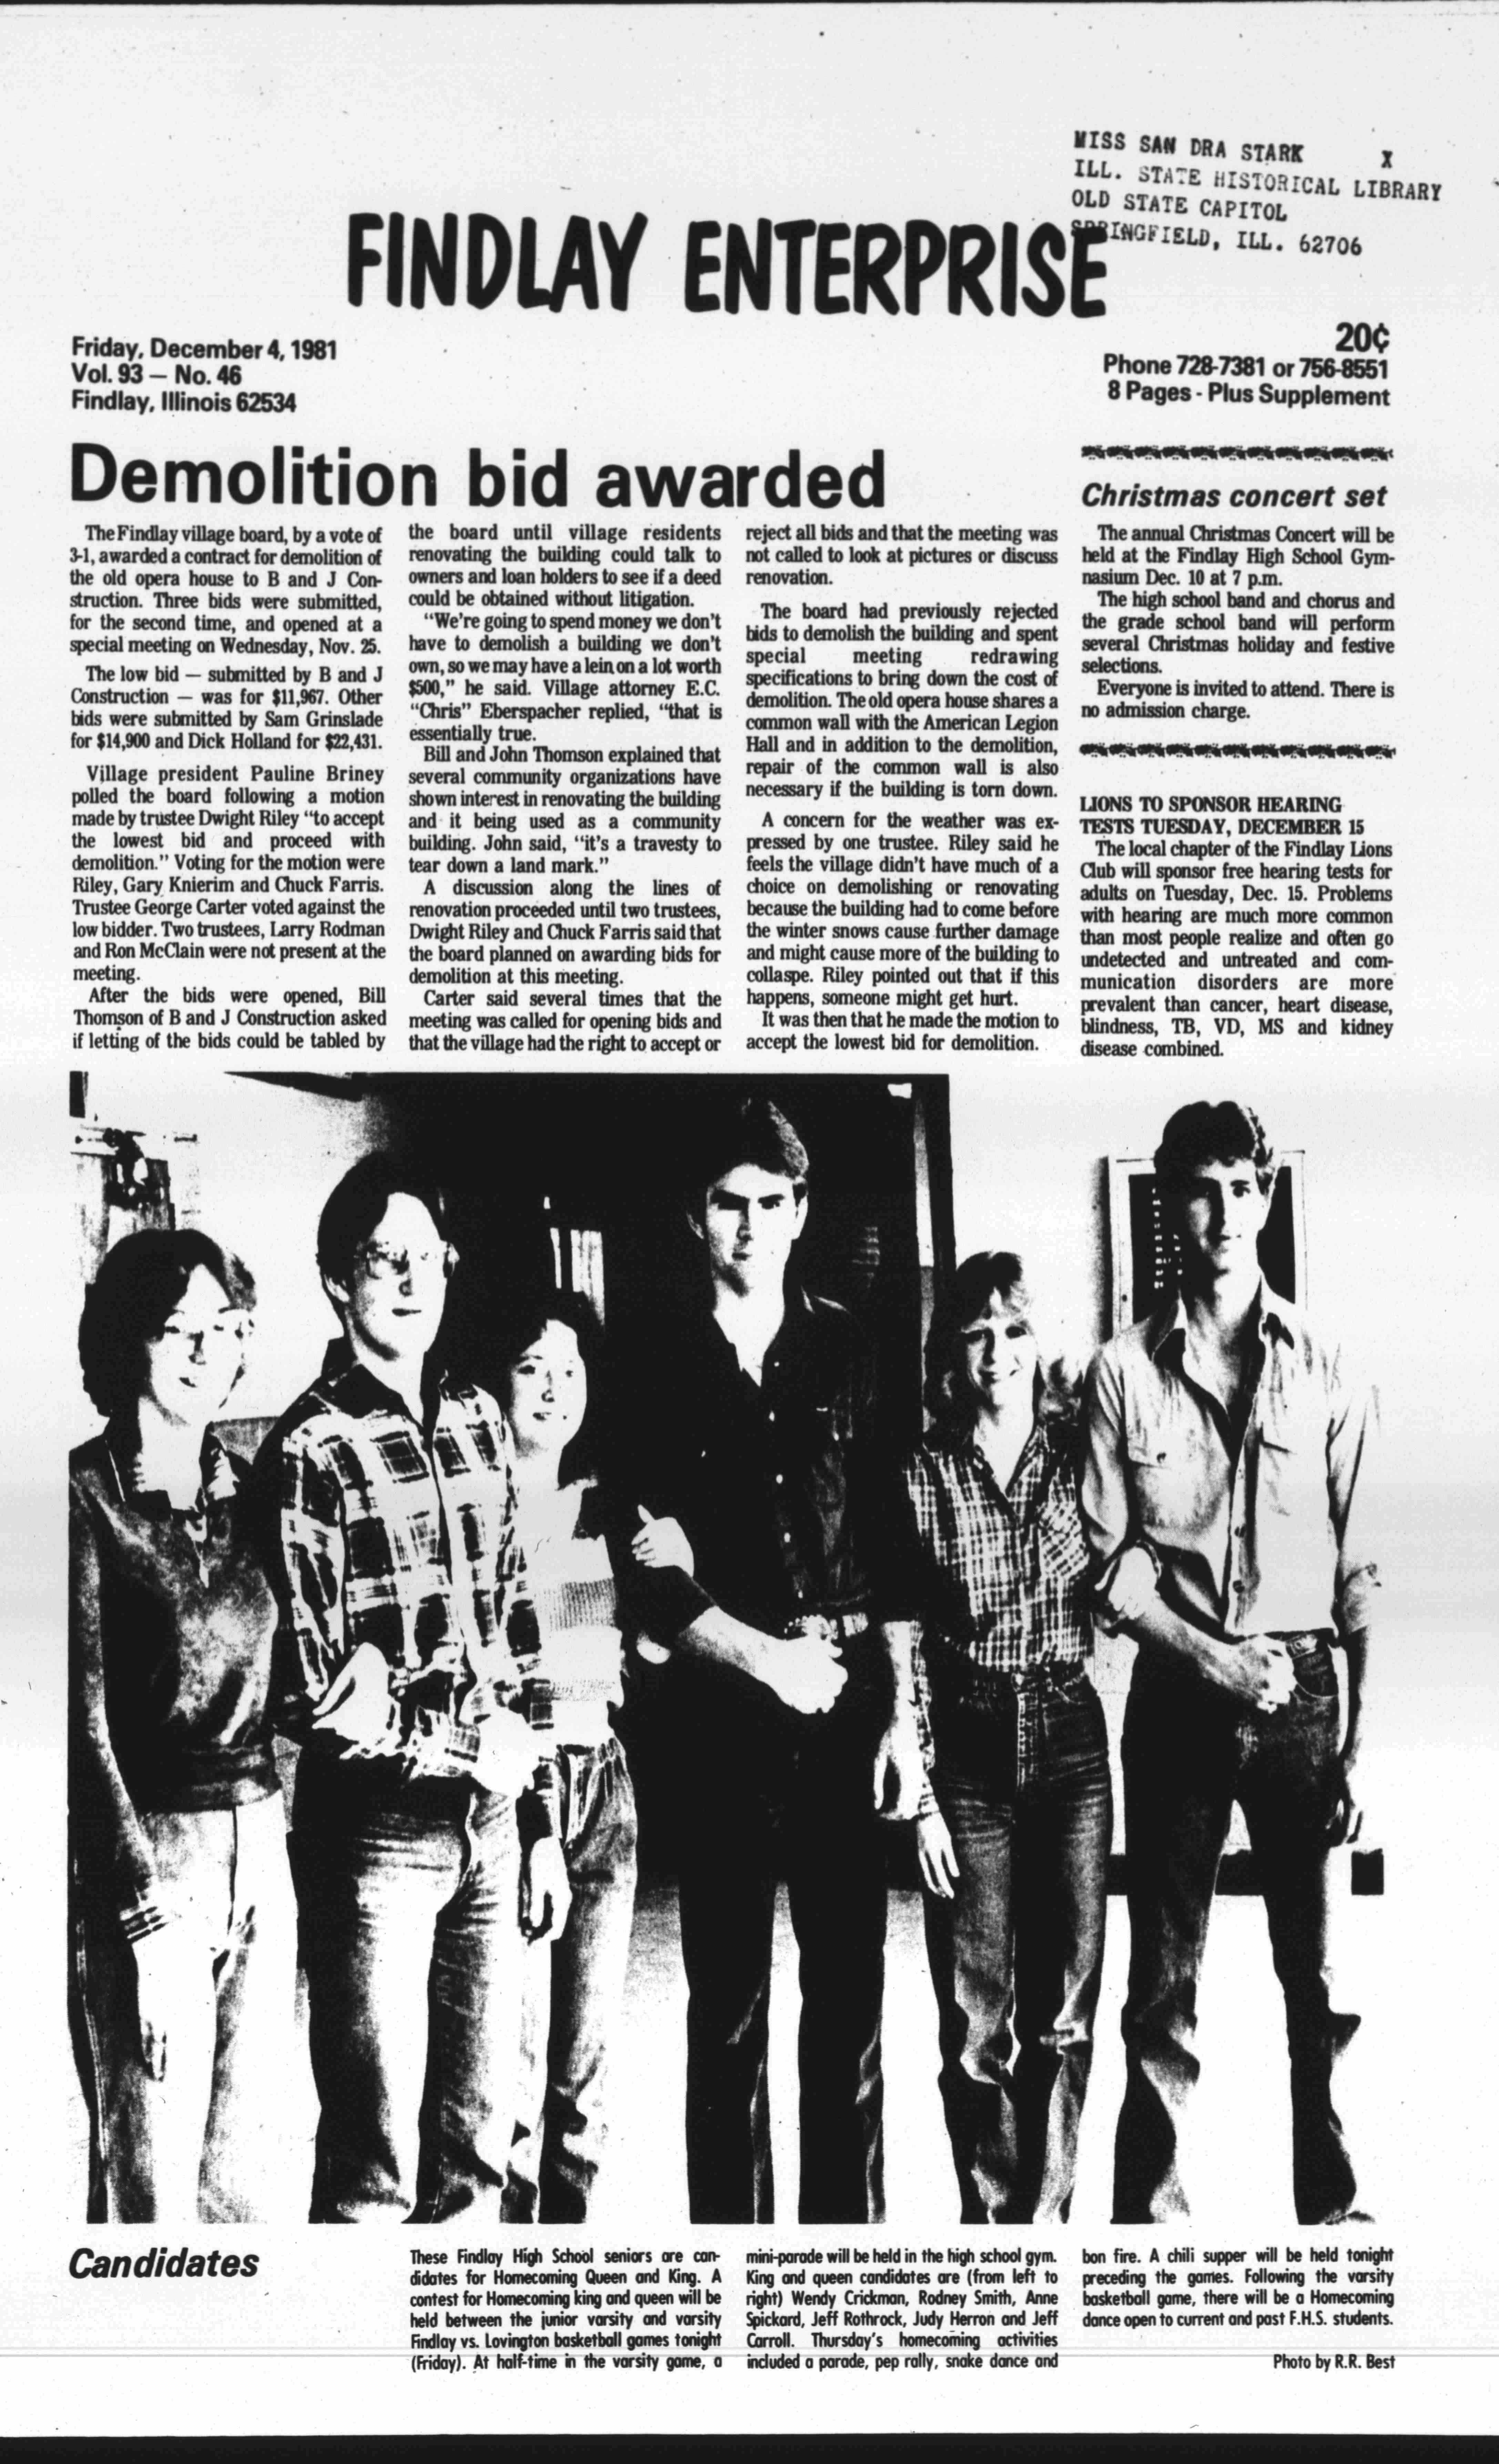 MISS SAN DRA STARK X
ILL. STATE HISTORICAL LIBRARY
OLD STATE CAPITOL
SPRINGFIELD, ILL. 62706
FINDLAY ENTERPRISE
Friday, December 4, 1981
Vol. 93 — No. 46
Findlay, Illinois 62534
20¢
Phone 728-7381 or 756-8551
8 Pages - Plus Supplement
Demolition bid awarded
The Findlay village board, by a vote of
3-1, awarded a contract for demolition of
the old opera house to B and J Con-
struction. Three bids were submitted,
for the second time, and opened at a
special meeting on Wednesday, Nov. 25.
The low bid — submitted by B and J
Construction — was for $11,967. Other
bids were submitted by Sam Grinslade
for $14,900 and Dick Holland for $22,431.
Village president Pauline Briney
polled the board following a motion
made by trustee Dwight Riley "to accept
the lowest bid and proceed with
demolition." Voting for the motion were
Riley, Gary Knierim and Chuck Farris.
Trustee George Carter voted against the
low bidder. Two trustees, Larry Rodman
and Ron McClain were not present at the
meeting.
After the bids were opened, Bill
Thomson of B and J Construction asked
if letting of the bids could be tabled by
the board until village residents
renovating the building could talk to
owners and loan holders to see if a deed
could be obtained without litigation.
"We're going to spend money we don't
have to demolish a building we don't
own, so we may have a lein on a lot worth
$500," he said. Village attorney E.C.
"Chris" Eberspacher replied, "that is
essentially true.
Bill and John Thomson explained that
several community organizations have
shown interest in renovating the building
and it being used as a community
building. John said, "it's a travesty to
tear down a land mark."
A discussion along the lines of
renovation proceeded until two trustees,
Dwight Riley and Chuck Farris said that
the board planned on awarding bids for
demolition at this meeting.
Carter said several times that the
meeting was called for opening bids and
that the village had the right to accept or
reject all bids and that the meeting was
not called to look at pictures or discuss
renovation.
The board had previously rejected
bids to demolish the building and spent
special meeting redrawing
specifications to bring down the cost of
demolition. The old opera house shares a
common wall with the American Legion
Hall and in addition to the demolition,
repair of the common wall is also
necessary if the building is torn down.
A concern for the weather was ex-
pressed by one trustee. Riley said he
feels the village didn't have much of a
choice on demolishing or renovating
because the building had to come before
the winter snows cause further damage
and might cause more of the building to
collaspe. Riley pointed out that if this
happens, someone might get hurt.
It was then that he made the motion to
accept the lowest bid for demolition.
Christmas concert set
The annual Christmas Concert will be
held at the Findlay High School Gym-
nasium Dec. 10 at 7 p.m.
The high school band and chorus and
the grade school band will perform
several Christmas holiday and festive
selections.
Everyone is invited to attend. There is
no admission charge.
LIONS TO SPONSOR HEARING
TESTS TUESDAY, DECEMBER 15
The local chapter of the Findlay Lions
Club will sponsor free hearing tests for
adults on Tuesday, Dec. 15. Problems
with hearing are much more common
than most people realize and often go
undetected and untreated and com-
munication disorders are more
prevalent than cancer, heart disease,
blindness, TB, VD, MS and kidney
disease combined.
Candidates
These Findlay High School seniors are can-
didates for Homecoming Queen and King. A
contest for Homecoming king and queen will be
held between the junior varsity and varsity
Findlay vs. Lovington basketball games tonight
(Friday). At half-time in the varsity game, a
mini-parade will be held in the high school gym.
King and queen candidates are (from left to
right) Wendy Crickman, Rodney Smith, Anne
Spickard, Jeff Rothrock, Judy Herron and Jeff
Carroll. Thursday's homecoming activities
included a parade, pep rally, snake dance and
bon fire. A chili supper will be held tonight
preceding the games. Following the varsity
basketball game, there will be a Homecoming
dance open to current and past F.H.S. students.
Photo by R.R. Best